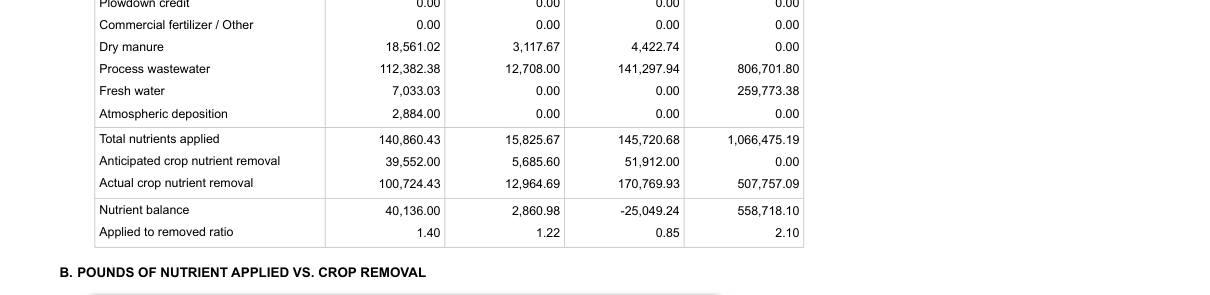 Plowdown credit 0.00 0.00 0.00 0.00
Commercial fertilizer / Other 0.00 0.00 0.00 0.00
Dry manure 18,561.02 3,117.67 4,422.74 0.00
Process wastewater 112,382.38 12,708.00 141,297.94 806,701.80
Fresh water 7,033.03 0.00 0.00 259,773.38
Atmospheric deposition 2,884.00 0.00 0.00 0.00
Total nutrients applied 140,860.43 15,825.67 145,720.68 1,066,475.19
Anticipated crop nutrient removal 39,552.00 5,685.60 51,912.00 0.00
Actual crop nutrient removal 100,724.43 12,964.69 170,769.93 507,757.09
Nutrient balance 40,136.00 2,860.98 -25,049.24 558,718.10
Applied to removed ratio 1.40 1.22 0.85 2.10
B. POUNDS OF NUTRIENT APPLIED VS. CROP REMOVAL